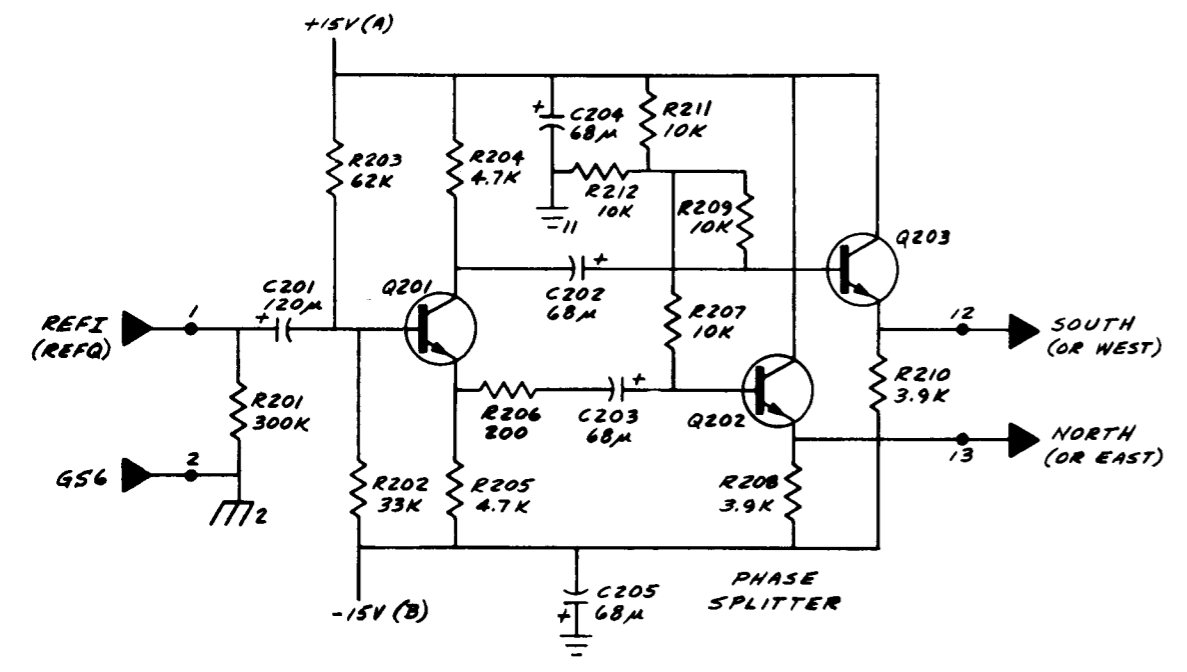 +15V (A)
C204
68μ
R211
10K
R203
62K
R204
4.7K
R212
10K
R209
10K
-11
Q203
C201
120μ
Q201
C202
68μ
R207
10K
REFI
(REFQ)
1
12
SOUTH
(OR WEST)
R201
300K
R206
200
C203
68μ
Q202
R210
3.9K
NORTH
(OR EAST)
13
GS6
2
2
R202
33K
R205
4.7K
R208
3.9K
-15V (B)
C205
68μ
PHASE
SPLITTER
+
+
+
+
+